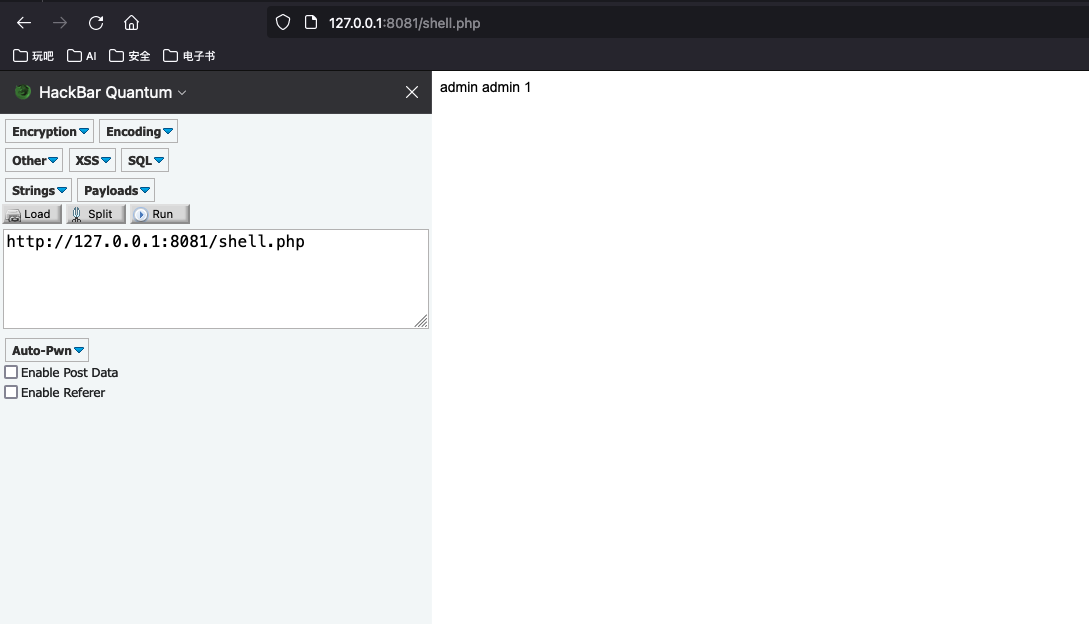 127.0.0.1:8081/shell.php
玩吧 AI 安全 电子书
HackBar Quantum
admin admin 1
Encryption Encoding
Other XSS SQL
Strings Payloads
Load Split Run
http://127.0.0.1:8081/shell.php
Auto-Pwn
Enable Post Data
Enable Referer